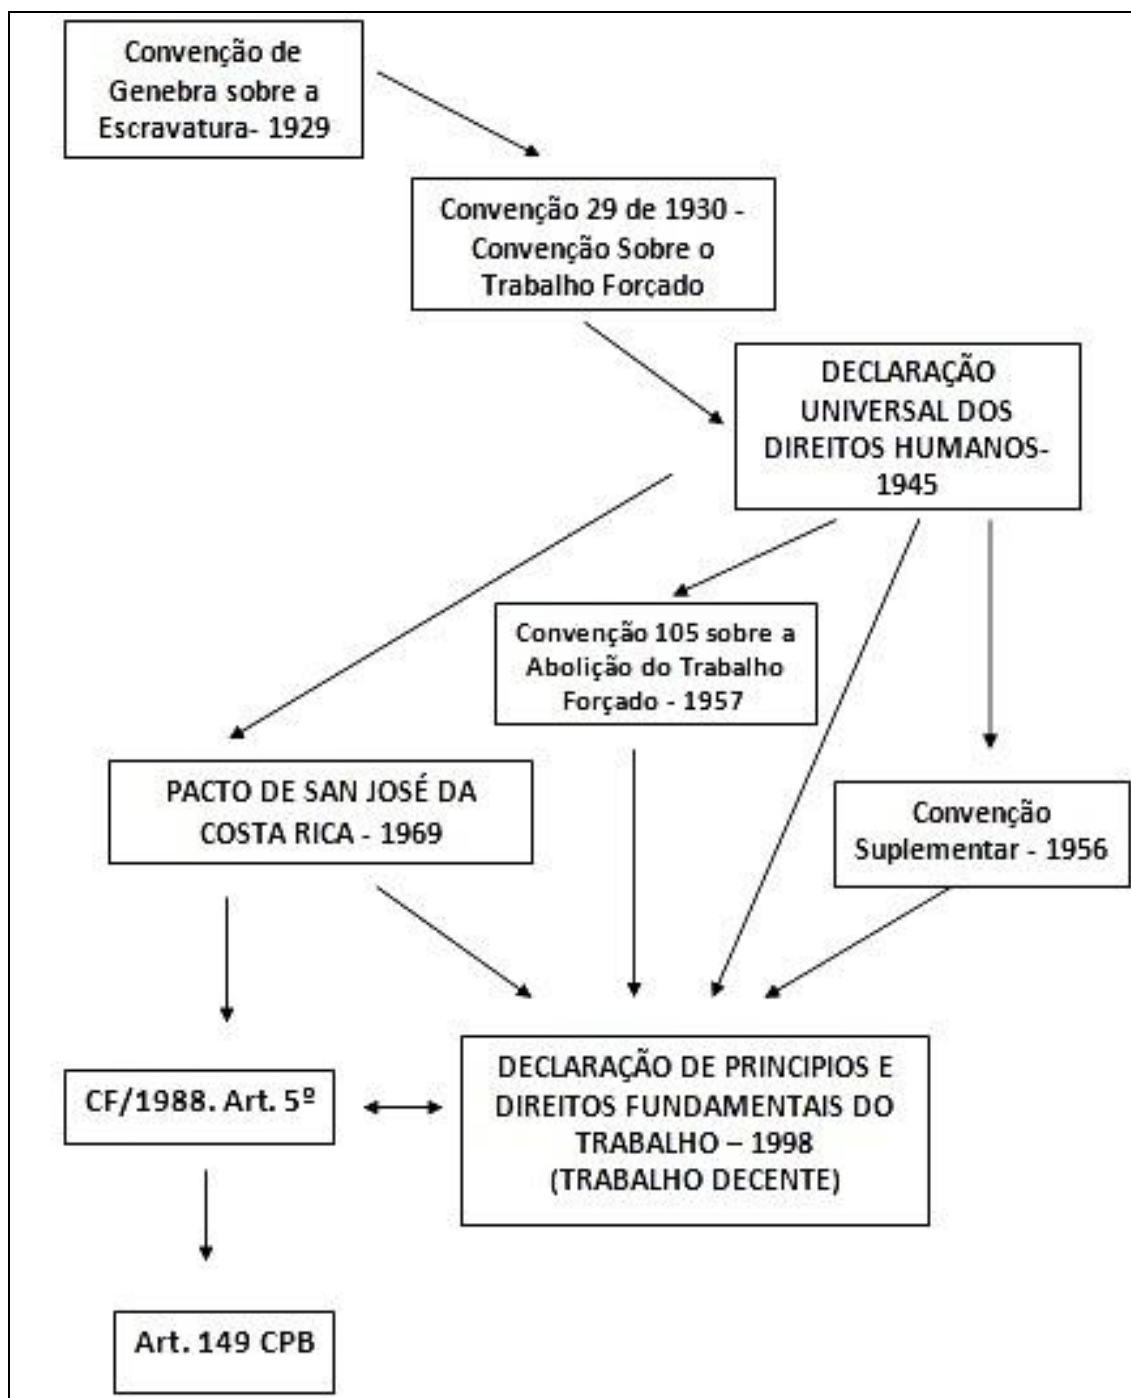 Convenção de
Genebra sobre a
Escravatura- 1929
Convenção 29 de 1930 -
Convenção Sobre o
Trabalho Forçado
DECLARAÇÃO
UNIVERSAL DOS
DIREITOS HUMANOS-
1945
Convenção 105 sobre a
Abolição do Trabalho
Forçado - 1957
PACTO DE SAN JOSÉ DA
COSTA RICA - 1969
Convenção
Suplementar - 1956
CF/1988. Art. 5º
DECLARAÇÃO DE PRINCIPIOS E
DIREITOS FUNDAMENTAIS DO
TRABALHO – 1998
(TRABALHO DECENTE)
Art. 149 CPB